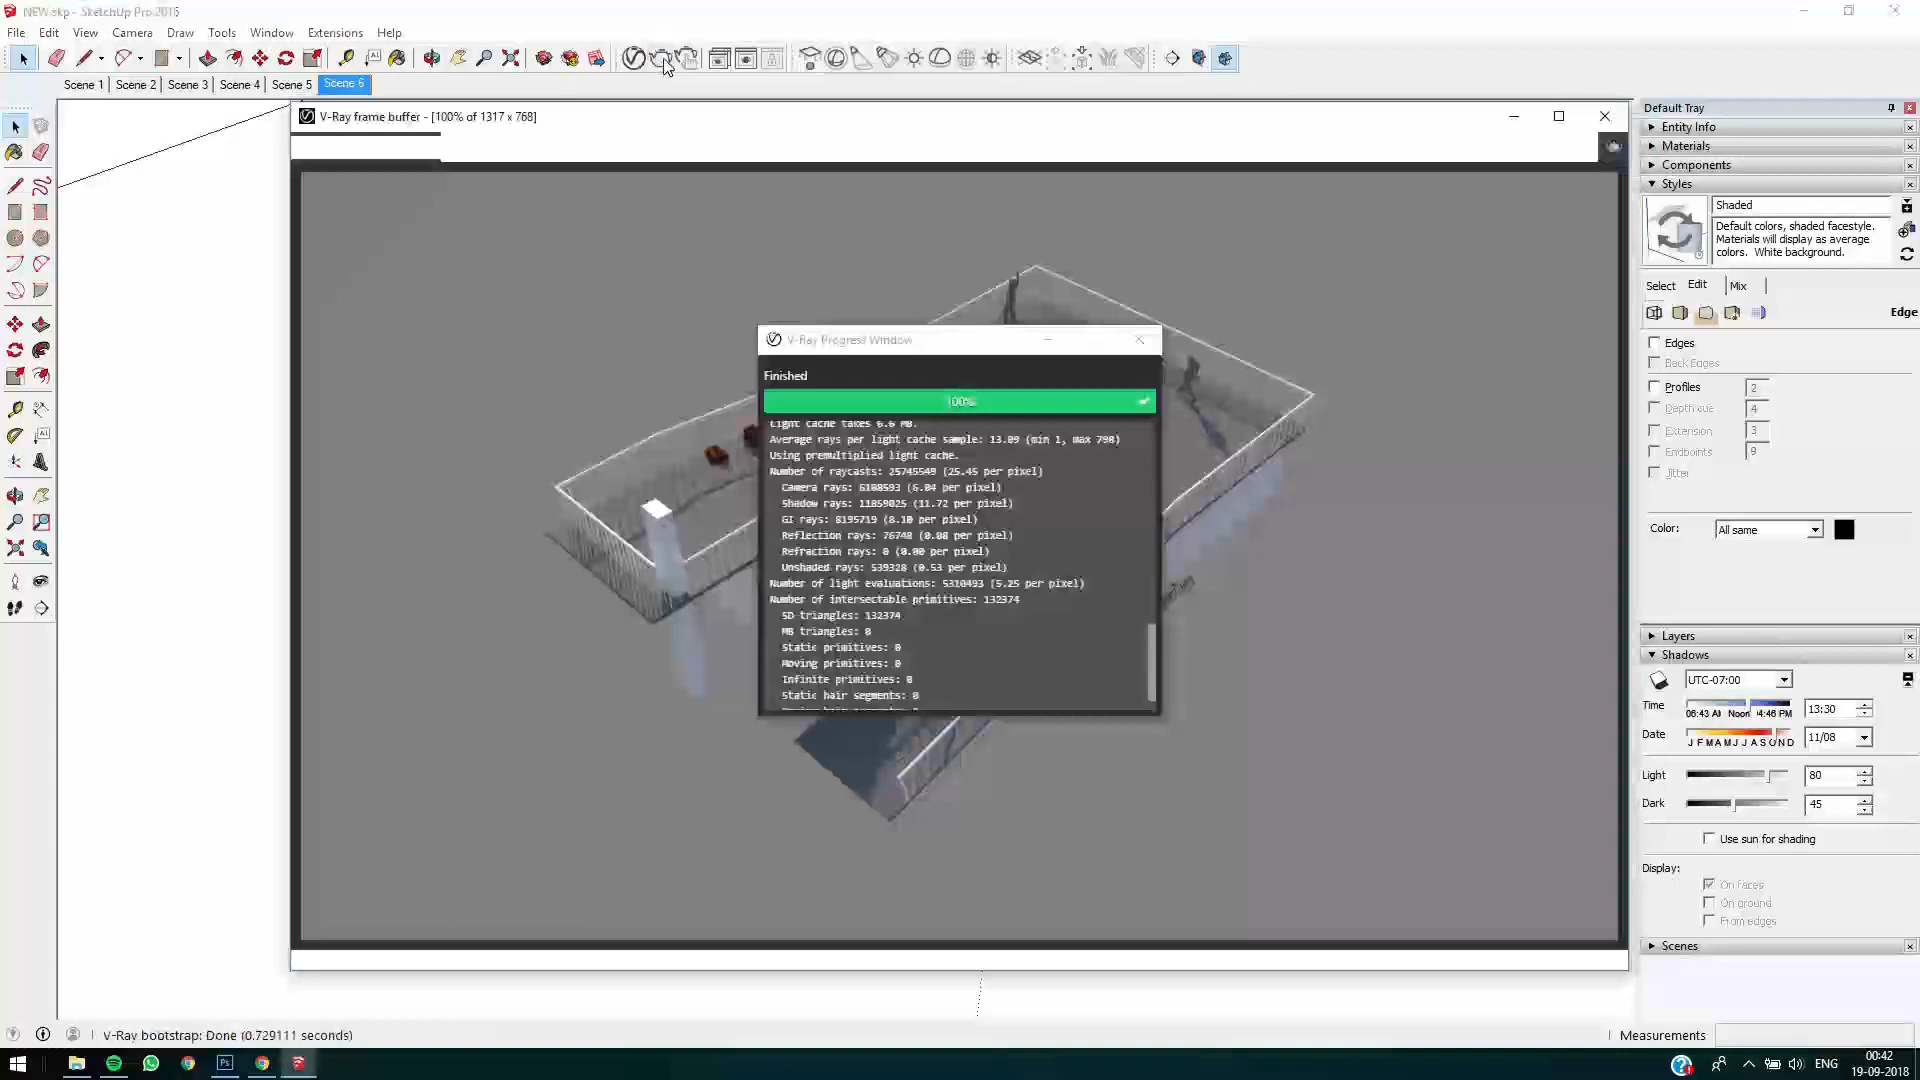 NEW.skp - SketchUp Pro 2016
File Edit View Camera Draw Tools Window Extensions Help
Scene 1 Scene 2 Scene 3 Scene 4 Scene 5 Scene 6
V-Ray frame buffer - [100% of 1317 x 768]
V-Ray Progress Window
Finished
100%
Light cache takes 6.6 MB.
Average rays per light cache sample: 13.09 (min 1, max 798)
Using premultiplied light cache.
Number of raycasts: 25745549 (25.45 per pixel)
Camera rays: 6108593 (6.04 per pixel)
Shadow rays: 11859025 (11.72 per pixel)
GI rays: 8195719 (8.10 per pixel)
Reflection rays: 76748 (0.08 per pixel)
Refraction rays: 0 (0.00 per pixel)
Unshaded rays: 539328 (0.53 per pixel)
Number of light evaluations: 5310493 (5.25 per pixel)
Number of intersectable primitives: 132374
SD triangles: 132374
MB triangles: 0
Static primitives: 0
Moving primitives: 0
Infinite primitives: 0
Static hair segments: 0
Default Tray
Entity Info
Materials
Components
Styles
Shaded
Default colors, shaded facestyle.
Materials will display as average
colors. White background.
Select Edit Mix
Edge
Edges
Back Edges
Profiles 2
Depth cue 4
Extension 3
Endpoints 9
Jitter
Color: All same
Layers
Shadows
UTC-07:00
Time 06:43 AM Noon 04:46 PM 13:30
Date J F M A M J J A S O N D 11/08
Light 80
Dark 45
Use sun for shading
Display:
On faces
On ground
From edges
Scenes
V-Ray bootstrap: Done (0.729111 seconds)
Measurements
Ps
ENG
00:42
19-09-2018